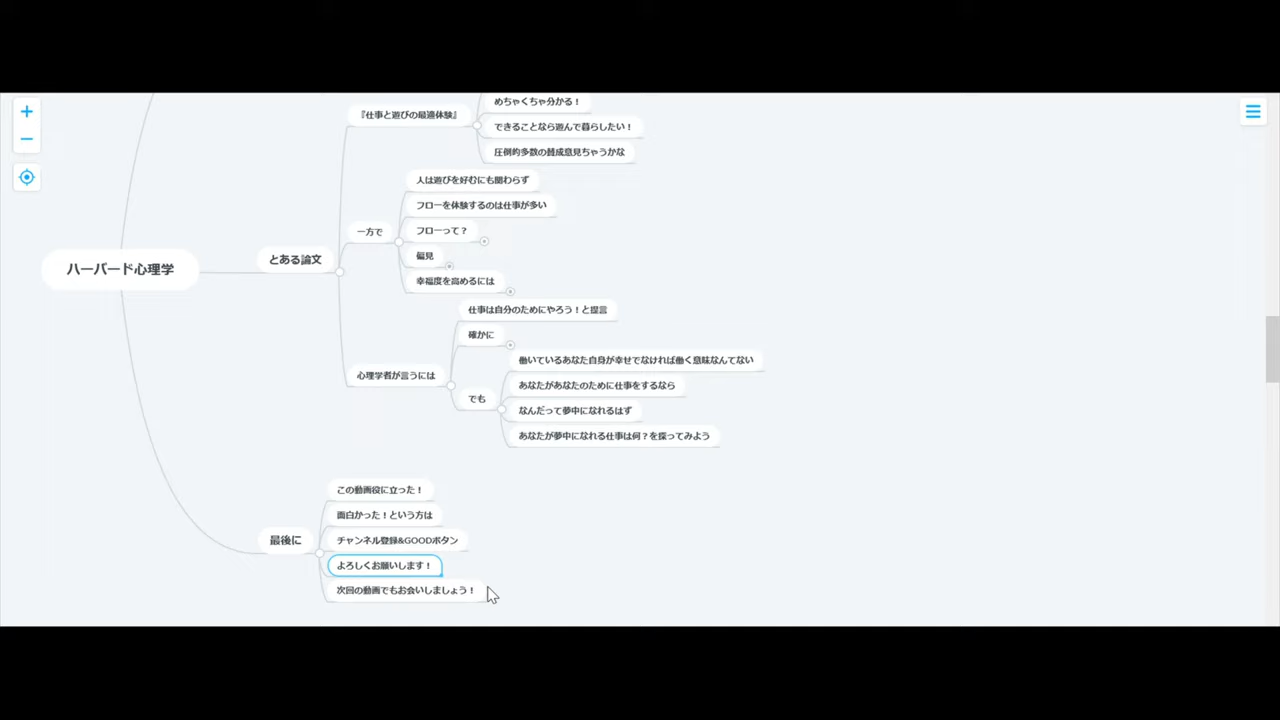 ハーバード心理学
とある論文
『仕事と遊びの最適体験』
めちゃくちゃ分かる！
できることなら遊んで暮らしたい！
圧倒的多数の賛成意見ちゃうかな
一方で
人は遊びを好むにも関わらず
フローを体験するのは仕事が多い
フローって？
偏見
幸福度を高めるには
心理学者が言うには
仕事は自分のためにやろう！と提言
確かに
でも
働いているあなた自身が幸せでなければ働く意味なんてない
あなたがあなたのために仕事をするなら
なんだって夢中になれるはず
あなたが夢中になれる仕事は何？を探ってみよう
最後に
この動画役に立った！
面白かった！という方は
チャンネル登録&GOODボタン
よろしくお願いします！
次回の動画でもお会いしましょう！